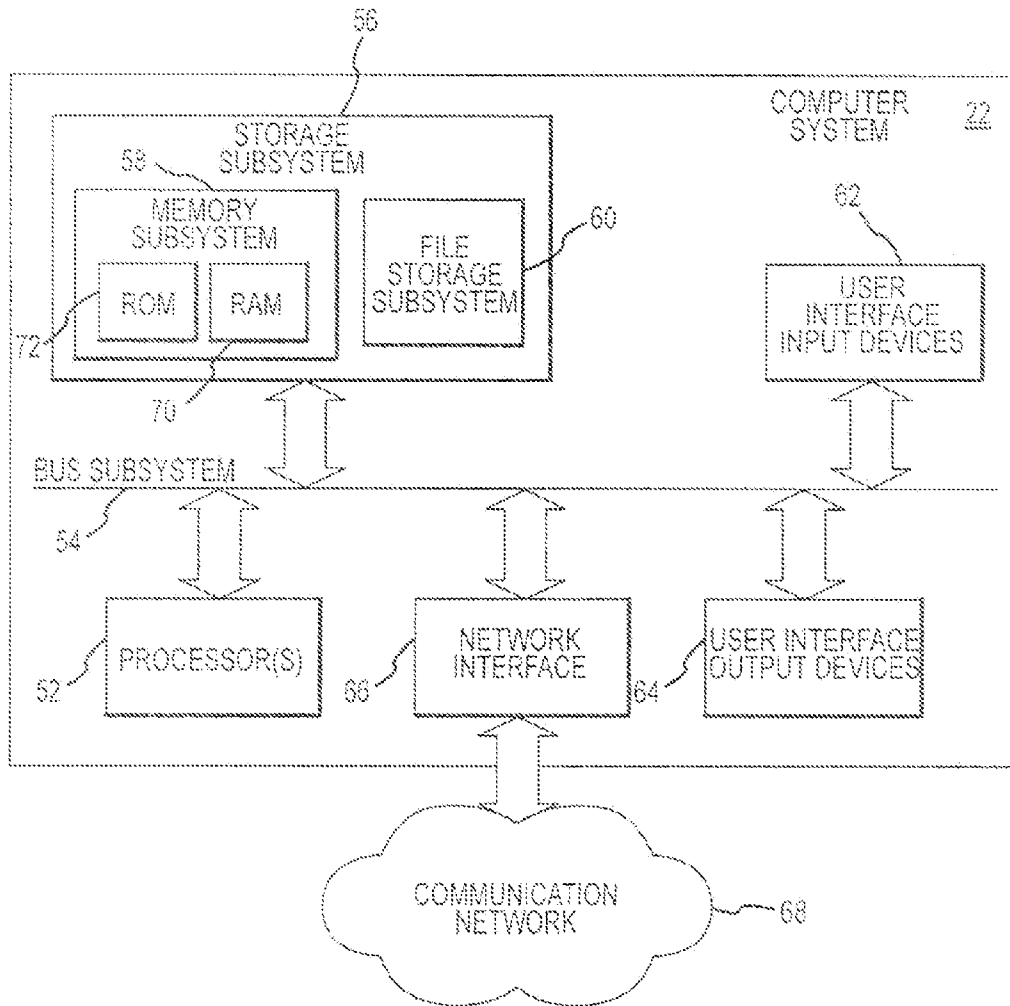 56
COMPUTER
SYSTEM
22
STORAGE
SUBSYSTEM
58
MEMORY
SUBSYSTEM
ROM
RAM
72
70
FILE
STORAGE
SUBSYSTEM
60
62
USER
INTERFACE
INPUT DEVICES
BUS SUBSYSTEM
54
PROCESSOR(S)
52
NETWORK
INTERFACE
66
USER INTERFACE
OUTPUT DEVICES
64
COMMUNICATION
NETWORK
68